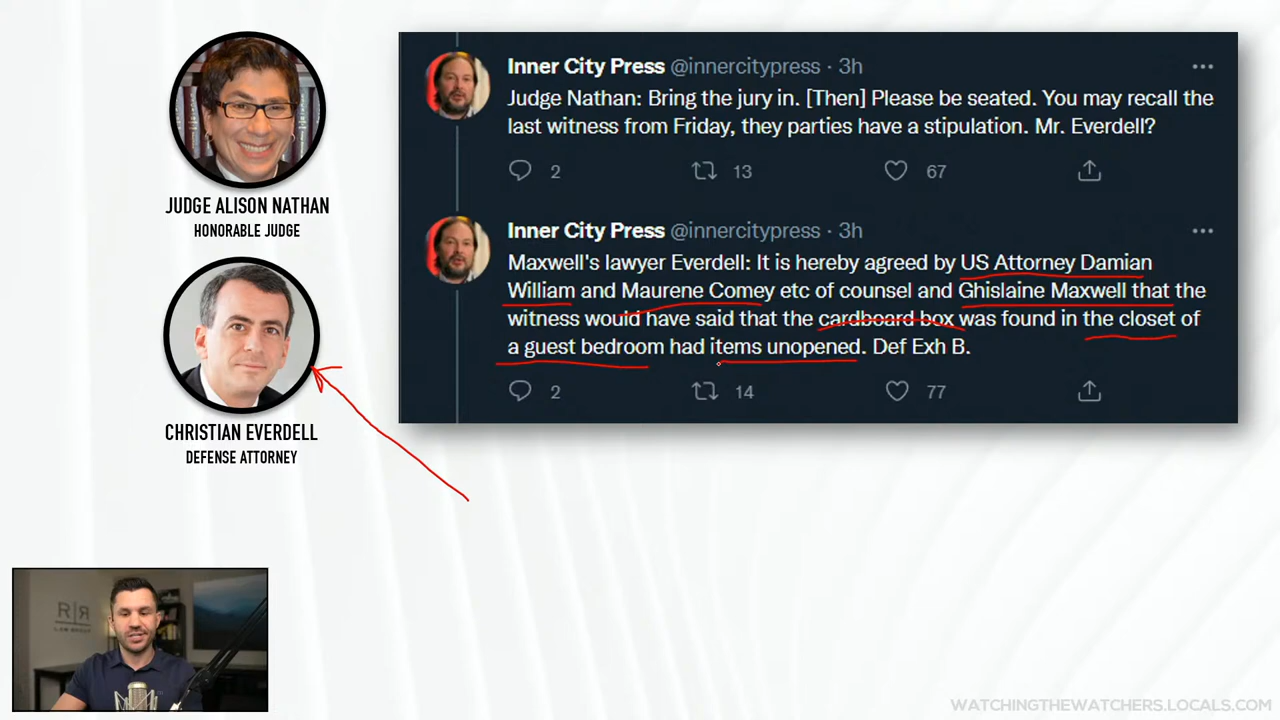 JUDGE ALISON NATHAN
HONORABLE JUDGE
CHRISTIAN EVERDELL
DEFENSE ATTORNEY
Inner City Press @innercitypress · 3h
Judge Nathan: Bring the jury in. [Then] Please be seated. You may recall the
last witness from Friday, they parties have a stipulation. Mr. Everdell?
2 13 67
Inner City Press @innercitypress · 3h
Maxwell's lawyer Everdell: It is hereby agreed by US Attorney Damian
William and Maurene Comey etc of counsel and Ghislaine Maxwell that the
witness would have said that the cardboard box was found in the closet of
a guest bedroom had items unopened. Def Exh B.
2 14 77
R|R
LAW GROUP
WATCHINGTHEWATCHERS.LOCALS.COM